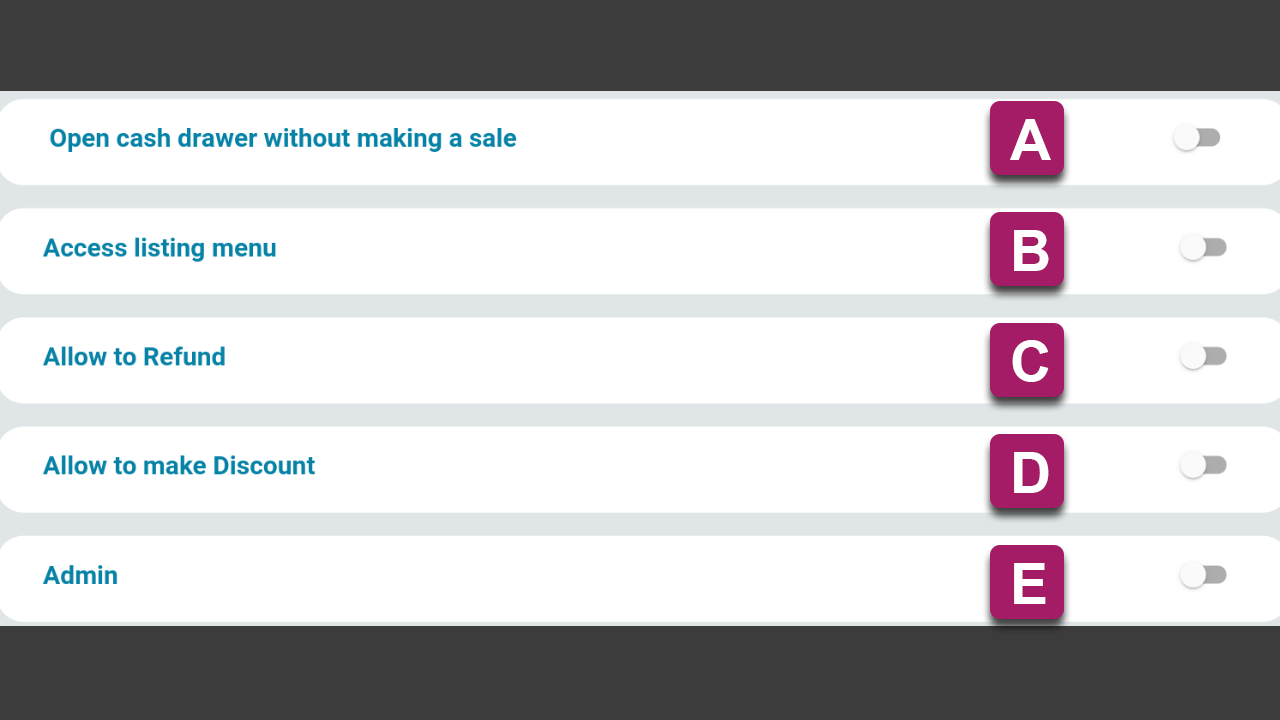 Open cash drawer without making a sale A
Access listing menu B
Allow to Refund C
Allow to make Discount D
Admin E